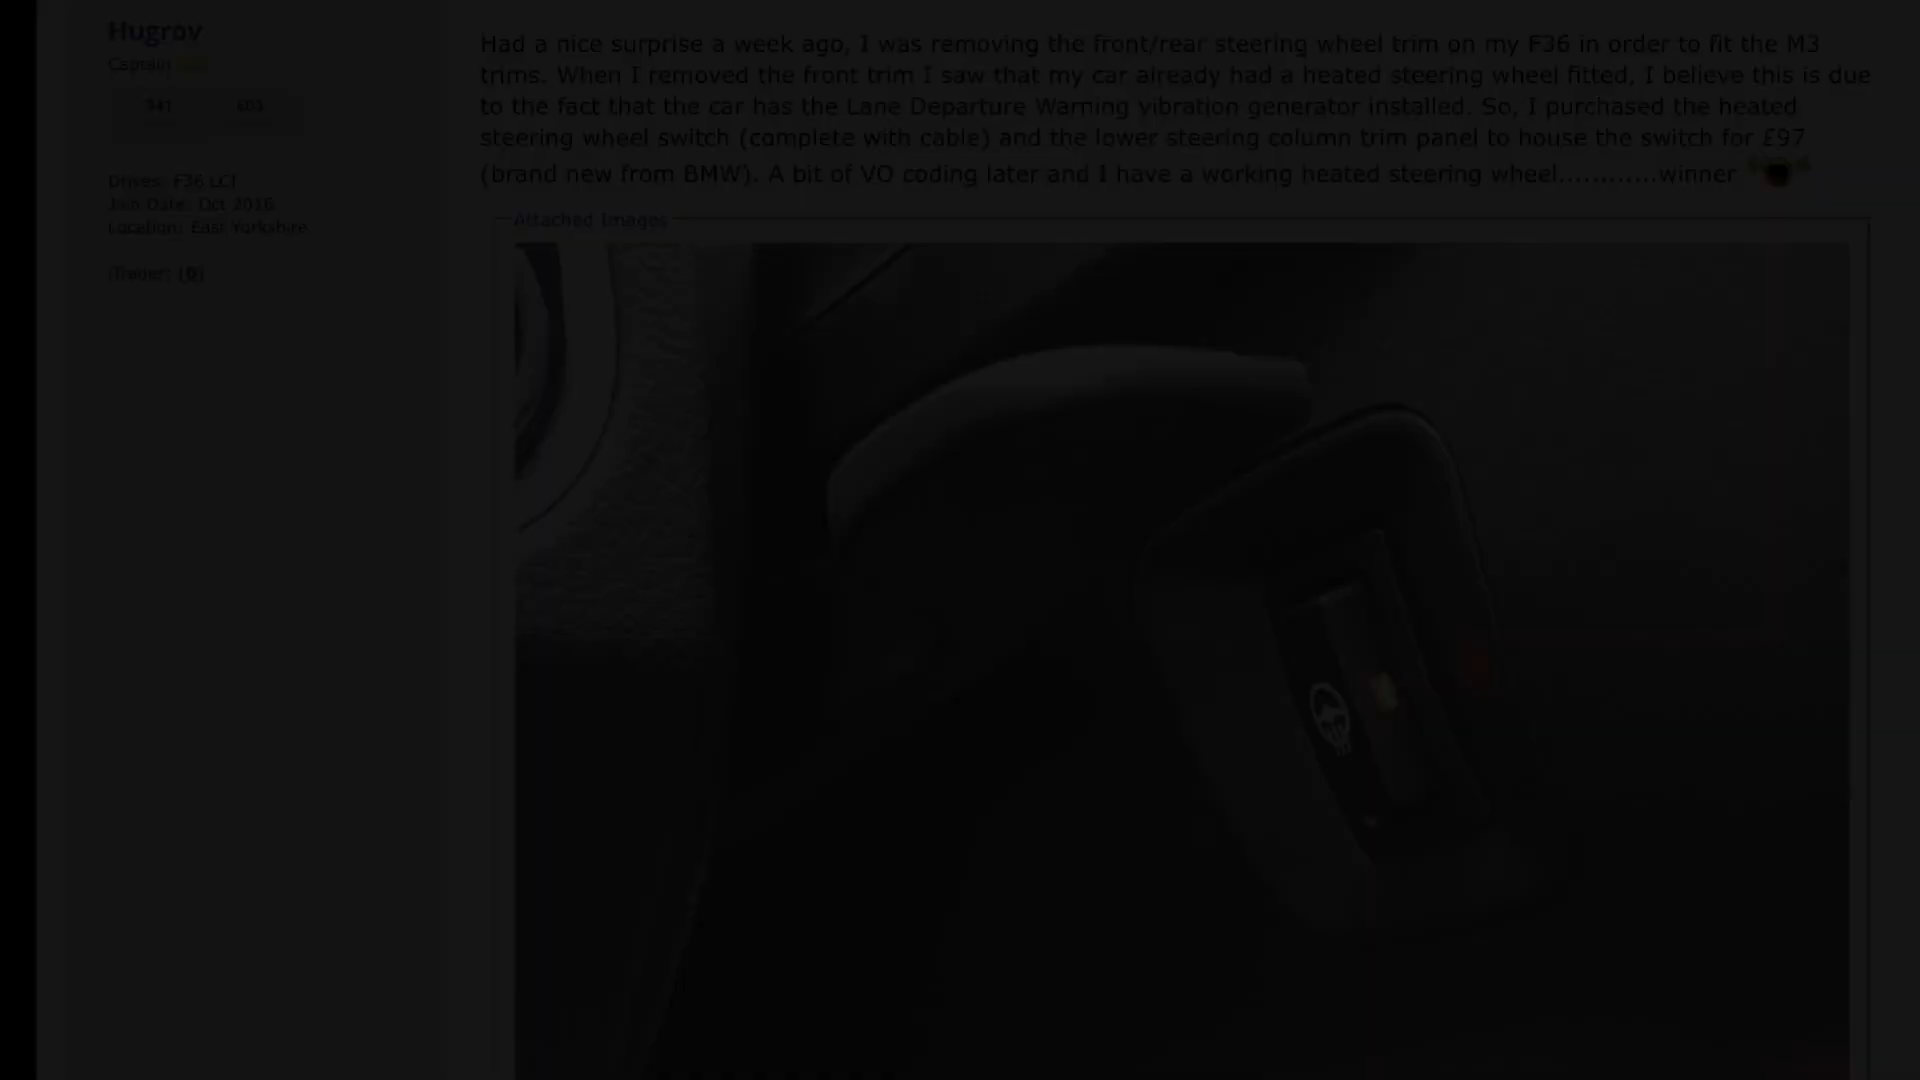 Hugrov
Captain
341 603
Drives: F36 LCI
Join Date: Oct 2016
Location: East Yorkshire
iTrader: (0)
Had a nice surprise a week ago, I was removing the front/rear steering wheel trim on my F36 in order to fit the M3
trims. When I removed the front trim I saw that my car already had a heated steering wheel fitted, I believe this is due
to the fact that the car has the Lane Departure Warning vibration generator installed. So, I purchased the heated
steering wheel switch (complete with cable) and the lower steering column trim panel to house the switch for £97
(brand new from BMW). A bit of VO coding later and I have a working heated steering wheel............winner
Attached Images